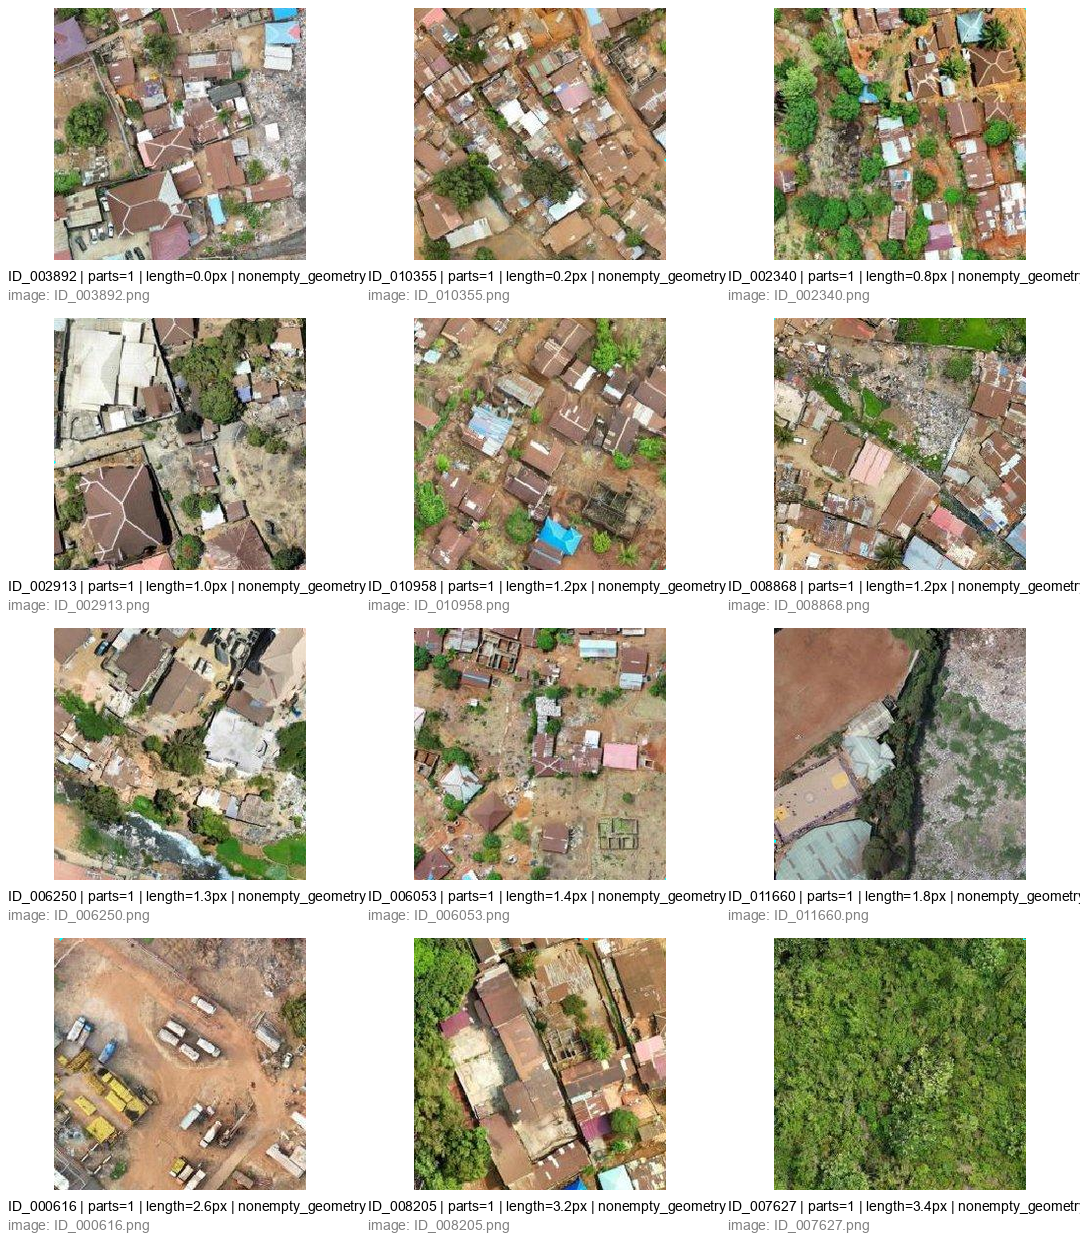 ID_003892 | parts=1 | length=0.0px | nonempty_geometry
image: ID_003892.png
ID_010355 | parts=1 | length=0.2px | nonempty_geometry
image: ID_010355.png
ID_002340 | parts=1 | length=0.8px | nonempty_geometry
image: ID_002340.png
ID_002913 | parts=1 | length=1.0px | nonempty_geometry
image: ID_002913.png
ID_010958 | parts=1 | length=1.2px | nonempty_geometry
image: ID_010958.png
ID_008868 | parts=1 | length=1.2px | nonempty_geometry
image: ID_008868.png
ID_006250 | parts=1 | length=1.3px | nonempty_geometry
image: ID_006250.png
ID_006053 | parts=1 | length=1.4px | nonempty_geometry
image: ID_006053.png
ID_011660 | parts=1 | length=1.8px | nonempty_geometry
image: ID_011660.png
ID_000616 | parts=1 | length=2.6px | nonempty_geometry
image: ID_000616.png
ID_008205 | parts=1 | length=3.2px | nonempty_geometry
image: ID_008205.png
ID_007627 | parts=1 | length=3.4px | nonempty_geometry
image: ID_007627.png